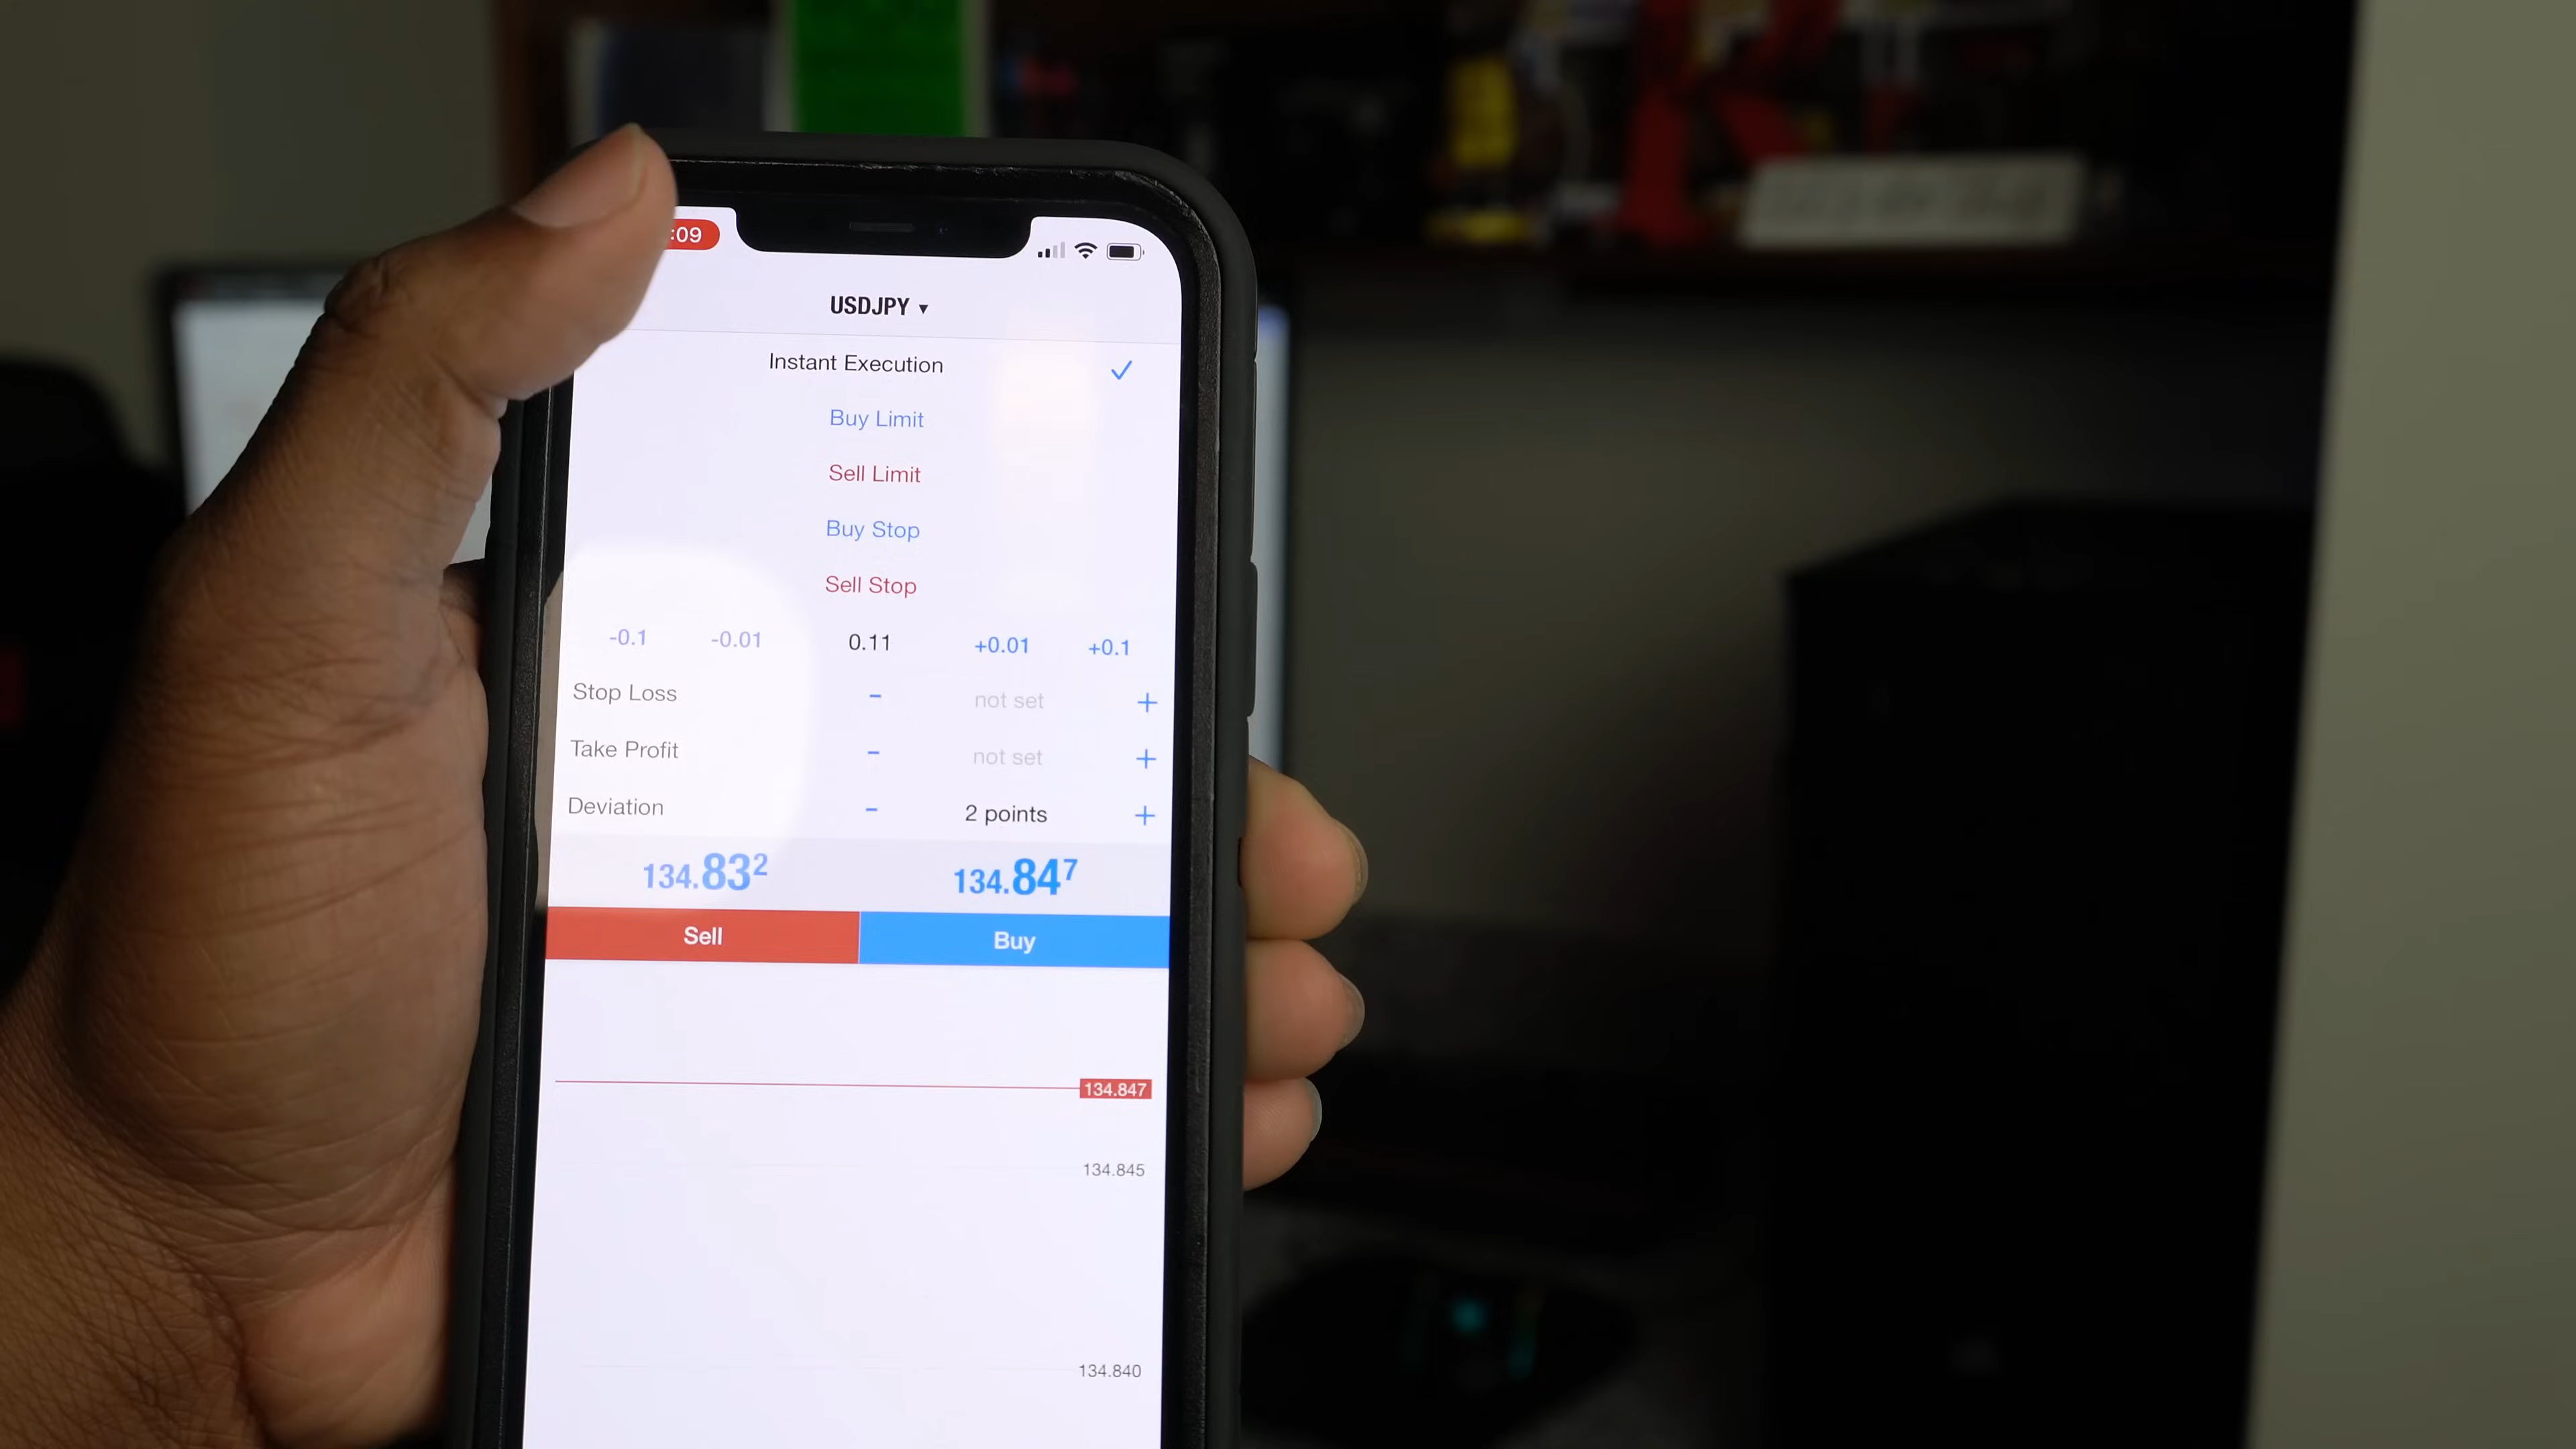 :09
USDJPY ▼
Instant Execution ✓
Buy Limit
Sell Limit
Buy Stop
Sell Stop
-0.1 -0.01 0.11 +0.01 +0.1
Stop Loss - not set +
Take Profit - not set +
Deviation - 2 points +
134.832 134.847
Sell Buy
134.847
134.845
134.840